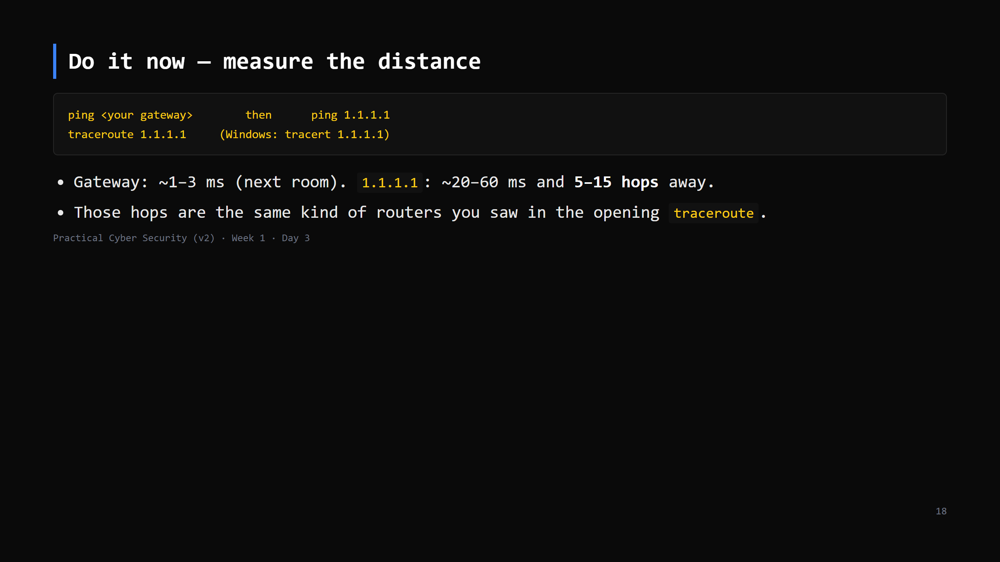 Do it now — measure the distance
ping <your gateway>        then      ping 1.1.1.1
traceroute 1.1.1.1     (Windows: tracert 1.1.1.1)
• Gateway: ~1–3 ms (next room). 1.1.1.1: ~20–60 ms and 5–15 hops away.
• Those hops are the same kind of routers you saw in the opening traceroute.
Practical Cyber Security (v2) · Week 1 · Day 3
18